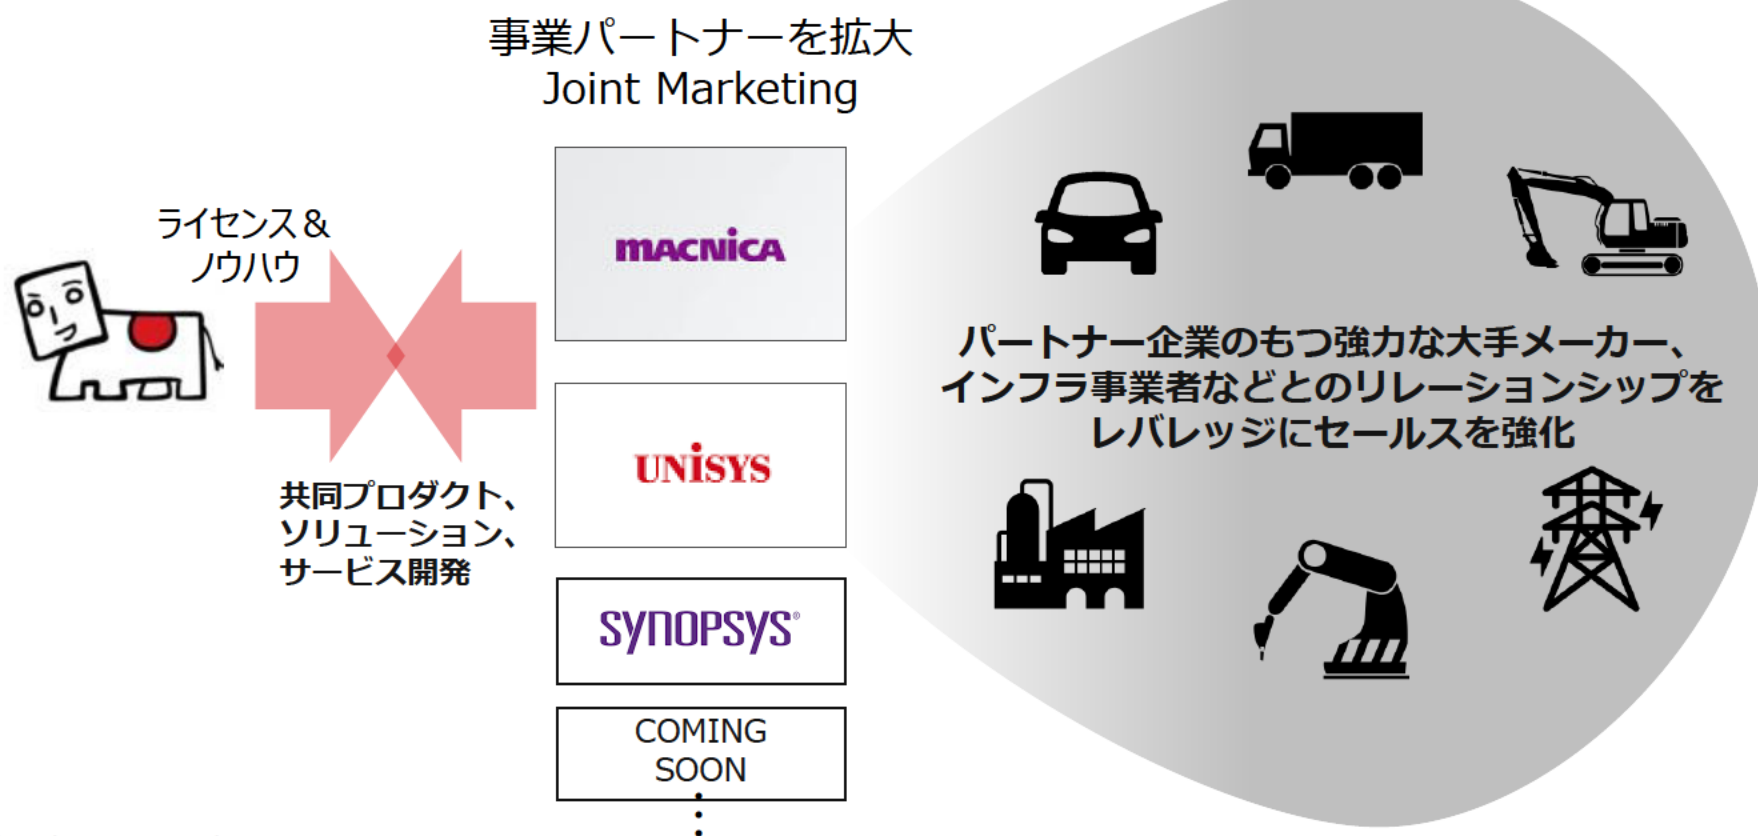 事業パートナーを拡大
Joint Marketing
ライセンス＆
ノウハウ
共同プロダクト、
ソリューション、
サービス開発
macnica
UNiSYS
SYNOPSYS®
COMING
SOON
パートナー企業のもつ強力な大手メーカー、
インフラ事業者などとのリレーションシップを
レバレッジにセールスを強化